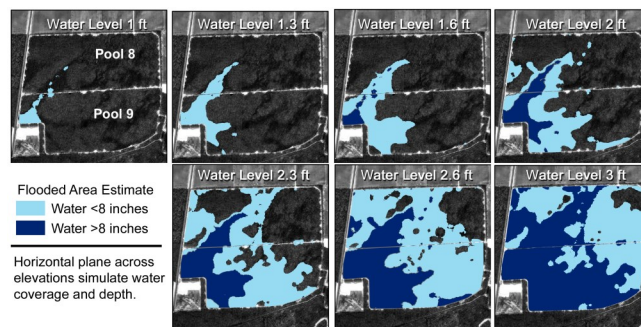 Water Level 1 ft
Water Level 1.3 ft
Water Level 1.6 ft
Water Level 2 ft
Pool 8
Pool 9
Water Level 2.3 ft
Water Level 2.6 ft
Water Level 3 ft
Flooded Area Estimate
Water <8 inches
Water >8 inches
Horizontal plane across
elevations simulate water
coverage and depth.